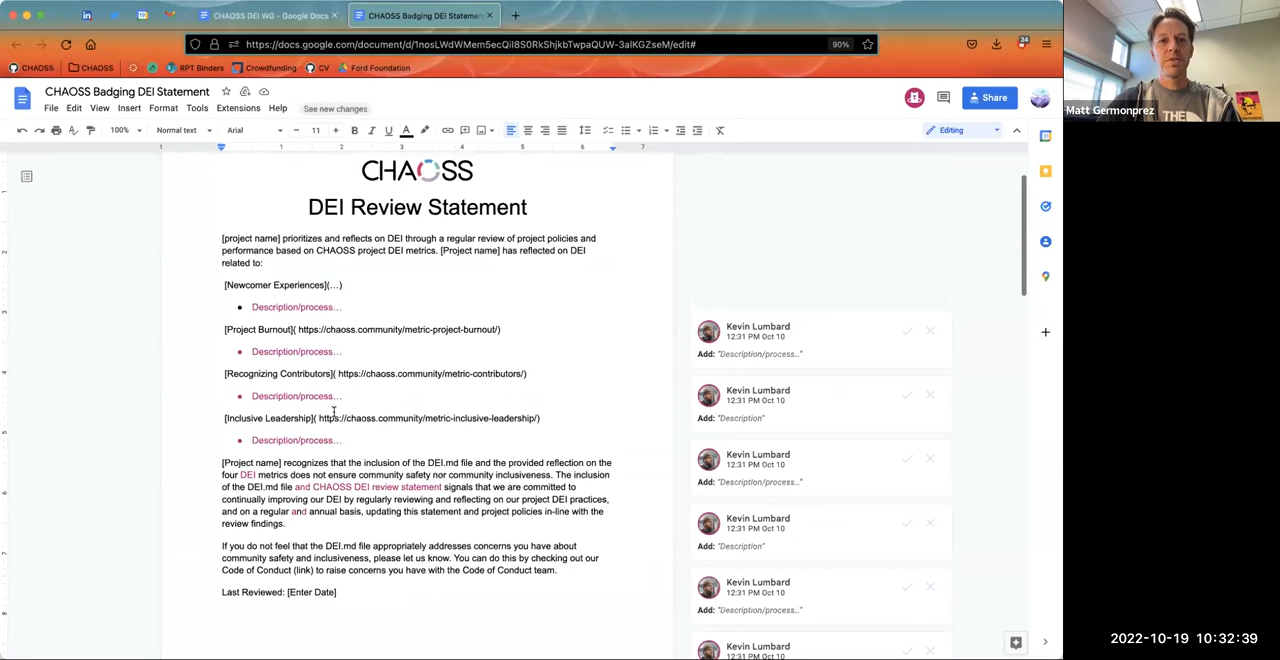 CHAOSS DEI WG - Google Docs ×
CHAOSS Badging DEI Statement ×
https://docs.google.com/document/d/1nosLWdWMem5ecQil8S0RkShjkbTwpaQUW-3alKGZseM/edit#
90%
34
CHAOSS
CHAOSS
RPT Binders
Crowdfunding
CV
Ford Foundation
CHAOSS Badging DEI Statement
File Edit View Insert Format Tools Extensions Help
See new changes
Share
100%
Normal text
Arial
11
Editing
1 1 2 3 4 5 6 7
CHAOSS
DEI Review Statement
[project name] prioritizes and reflects on DEI through a regular review of project policies and
performance based on CHAOSS project DEI metrics. [Project name] has reflected on DEI
related to:
[Newcomer Experiences](…)
Description/process…
[Project Burnout]( https://chaoss.community/metric-project-burnout/)
Description/process…
[Recognizing Contributors]( https://chaoss.community/metric-contributors/)
Description/process…
[Inclusive Leadership]( https://chaoss.community/metric-inclusive-leadership/)
Description/process…
[Project name] recognizes that the inclusion of the DEI.md file and the provided reflection on the
four DEI metrics does not ensure community safety nor community inclusiveness. The inclusion
of the DEI.md file and CHAOSS DEI review statement signals that we are committed to
continually improving our DEI by regularly reviewing and reflecting on our project DEI practices,
and on a regular and annual basis, updating this statement and project policies in-line with the
review findings.
If you do not feel that the DEI.md file appropriately addresses concerns you have about
community safety and inclusiveness, please let us know. You can do this by checking out our
Code of Conduct (link) to raise concerns you have with the Code of Conduct team.
Last Reviewed: [Enter Date]
Kevin Lumbard
12:31 PM Oct 10
Add: "Description/process.."
Kevin Lumbard
12:31 PM Oct 10
Add: "Description"
Kevin Lumbard
12:31 PM Oct 10
Add: "Description/process..."
Kevin Lumbard
12:31 PM Oct 10
Add: "Description"
Kevin Lumbard
12:31 PM Oct 10
Add: "Description/process..."
Kevin Lumbard
12:31 PM Oct 10
Matt Germonprez
THE
2022-10-19 10:32:39